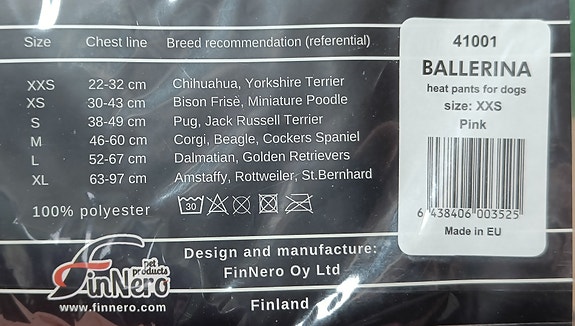 Size Chest line Breed recommendation (referential)
XXS 22-32 cm Chihuahua, Yorkshire Terrier
XS 30-43 cm Bison Frisè, Miniature Poodle
S 38-49 cm Pug, Jack Russell Terrier
M 46-60 cm Corgi, Beagle, Cockers Spaniel
L 52-67 cm Dalmatian, Golden Retrievers
XL 63-97 cm Amstaffy, Rottweiler, St.Bernhard
100% polyester
30
Design and manufacture:
FinNero Oy Ltd
Finland
pet
products
FinNero
www.finnero.com
41001
BALLERINA
heat pants for dogs
size: XXS
Pink
6 438406 003525
Made in EU